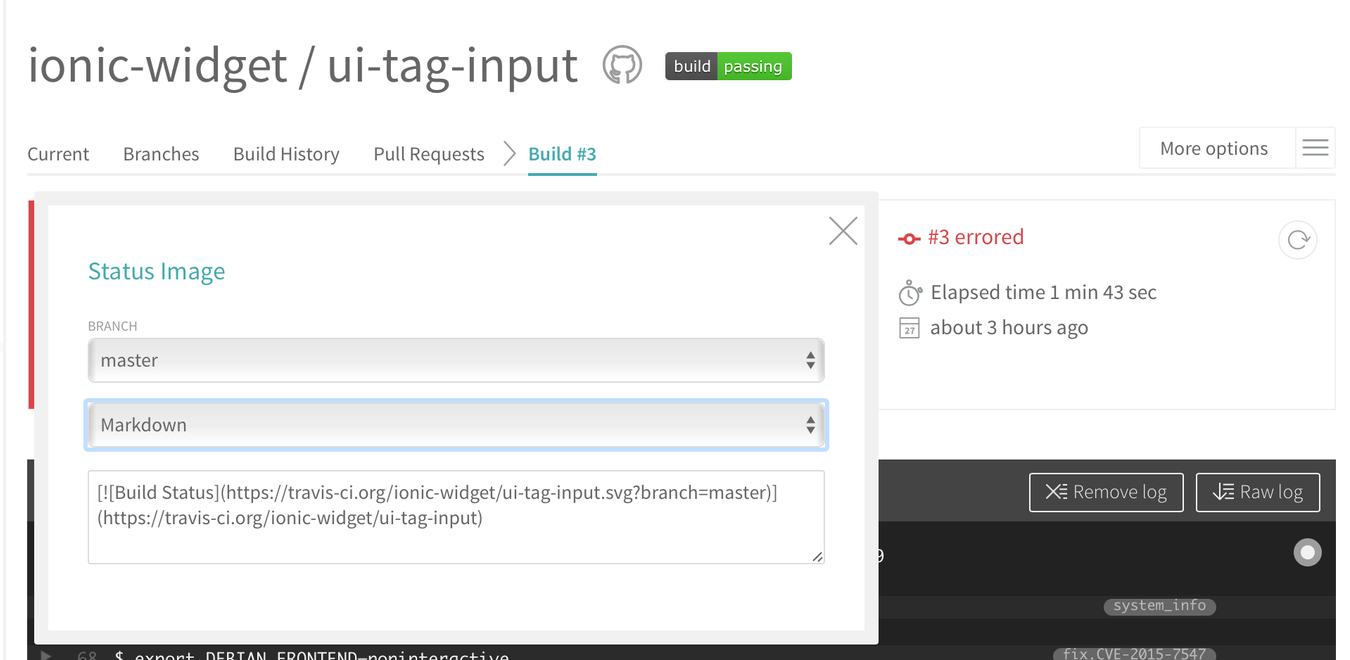 ionic-widget / ui-tag-input build passing
Current Branches Build History Pull Requests Build #3 More options
Status Image
BRANCH
master
Markdown
[![Build Status](https://travis-ci.org/ionic-widget/ui-tag-input.svg?branch=master)]
(https://travis-ci.org/ionic-widget/ui-tag-input)
#3 errored
Elapsed time 1 min 43 sec
27 about 3 hours ago
Remove log Raw log
system_info
68 $ export DEBIAN_FRONTEND=noninteractive
fix.CVE-2015-7547